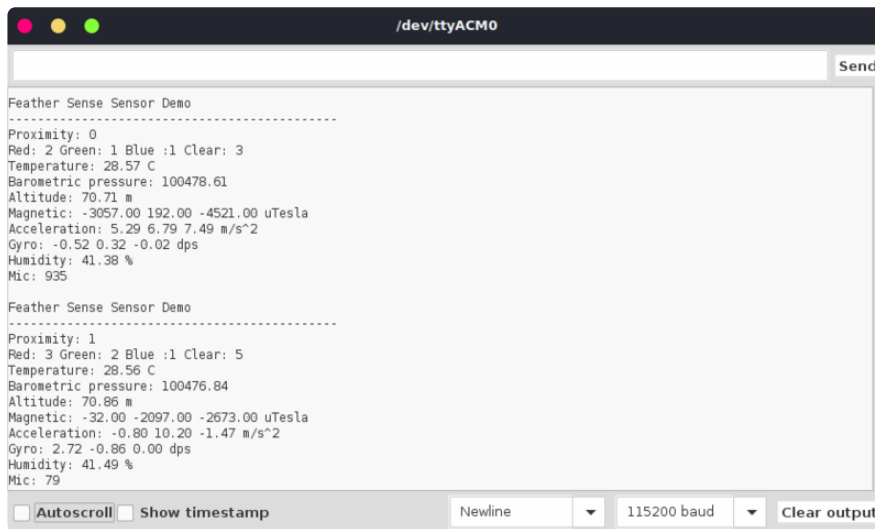 /dev/ttyACM0
Send
Feather Sense Sensor Demo
---------------------------------------------
Proximity: 0
Red: 2 Green: 1 Blue :1 Clear: 3
Temperature: 28.57 C
Barometric pressure: 100478.61
Altitude: 70.71 m
Magnetic: -3057.00 192.00 -4521.00 uTesla
Acceleration: 5.29 6.79 7.49 m/s^2
Gyro: -0.52 0.32 -0.02 dps
Humidity: 41.38 %
Mic: 935
Feather Sense Sensor Demo
---------------------------------------------
Proximity: 1
Red: 3 Green: 2 Blue :1 Clear: 5
Temperature: 28.56 C
Barometric pressure: 100476.84
Altitude: 70.86 m
Magnetic: -32.00 -2097.00 -2673.00 uTesla
Acceleration: -0.80 10.20 -1.47 m/s^2
Gyro: 2.72 -0.86 0.00 dps
Humidity: 41.49 %
Mic: 79
Autoscroll Show timestamp Newline 115200 baud Clear output